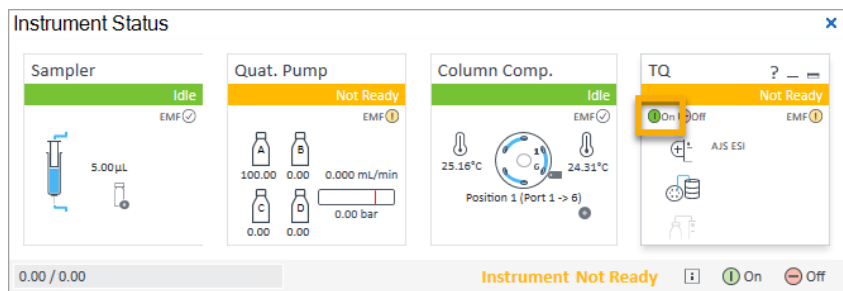 Instrument Status
Sampler
Idle
EMF
5.00µL
Quat. Pump
Not Ready
EMF
A
B
100.00 0.00 0.000 mL/min
C
D
0.00 bar
0.00 0.00
Column Comp.
Idle
EMF
25.16°C
1
6
24.31°C
Position 1 (Port 1 -> 6)
TQ
?
Not Ready
On Off
EMF
AJS ESI
0.00 / 0.00
Instrument Not Ready
i
On
Off